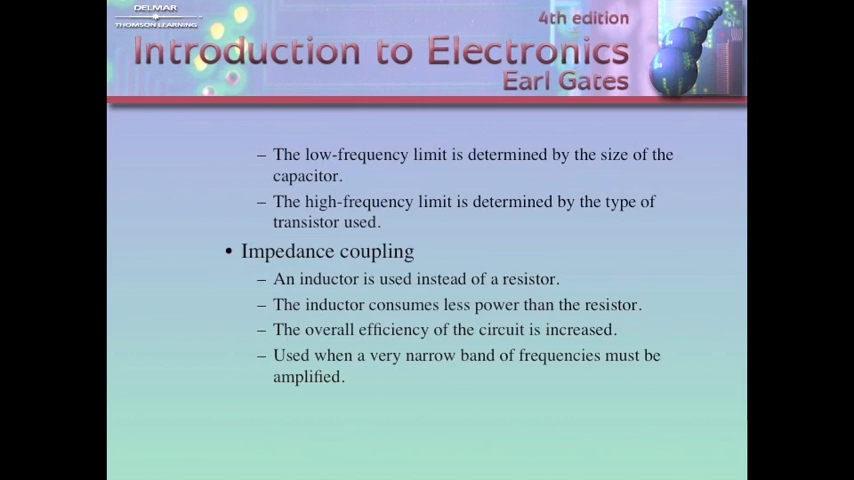 DELMAR
THOMSON LEARNING
4th edition
Introduction to Electronics
Earl Gates
– The low-frequency limit is determined by the size of the
capacitor.
– The high-frequency limit is determined by the type of
transistor used.
• Impedance coupling
– An inductor is used instead of a resistor.
– The inductor consumes less power than the resistor.
– The overall efficiency of the circuit is increased.
– Used when a very narrow band of frequencies must be
amplified.